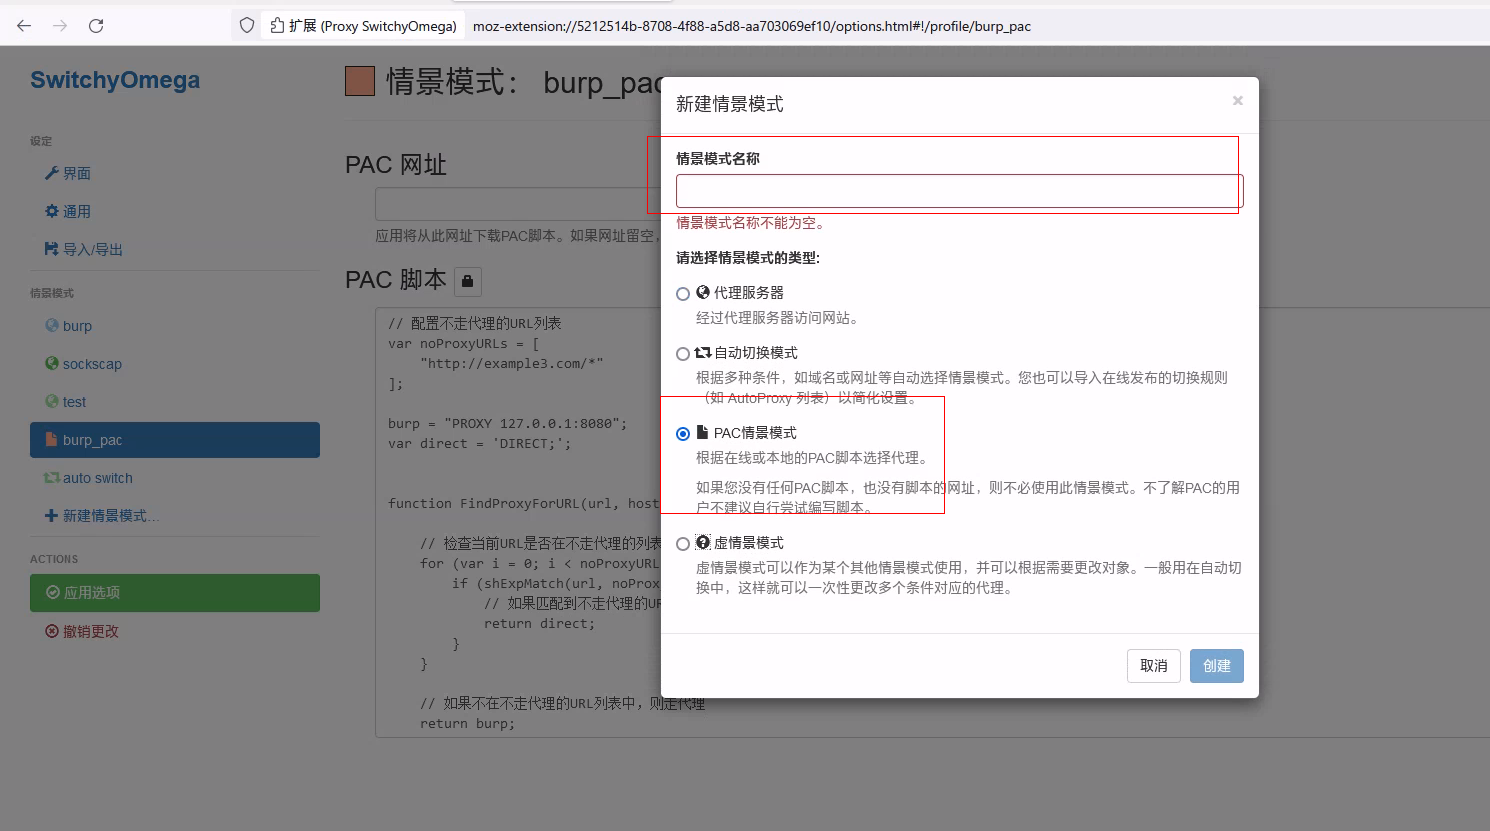 扩展 (Proxy SwitchyOmega)
moz-extension://5212514b-8708-4f88-a5d8-aa703069ef10/options.html#!/profile/burp_pac
SwitchyOmega
设定
界面
通用
导入/导出
情景模式
burp
sockscap
test
burp_pac
auto switch
新建情景模式...
ACTIONS
应用选项
撤销更改
情景模式： burp_pac
PAC 网址
应用将从此网址下载PAC脚本。如果网址留空，
PAC 脚本
// 配置不走代理的URL列表
var noProxyURLs = [
"http://example3.com/*"
];
burp = "PROXY 127.0.0.1:8080";
var direct = 'DIRECT;';
function FindProxyForURL(url, host
// 检查当前URL是否在不走代理的列表
for (var i = 0; i < noProxyURL
if (shExpMatch(url, noProx
// 如果匹配到不走代理的UR
return direct;
}
}
// 如果不在不走代理的URL列表中，则走代理
return burp;
新建情景模式
×
情景模式名称
情景模式名称不能为空。
请选择情景模式的类型:
代理服务器
经过代理服务器访问网站。
自动切换模式
根据多种条件，如域名或网址等自动选择情景模式。您也可以导入在线发布的切换规则
（如 AutoProxy 列表）以简化设置。
PAC情景模式
根据在线或本地的PAC脚本选择代理。
如果您没有任何PAC脚本，也没有脚本的网址，则不必使用此情景模式。不了解PAC的用
户不建议自行尝试编写脚本。
虚情景模式
虚情景模式可以作为某个其他情景模式使用，并可以根据需要更改对象。一般用在自动切
换中，这样就可以一次性更改多个条件对应的代理。
取消
创建